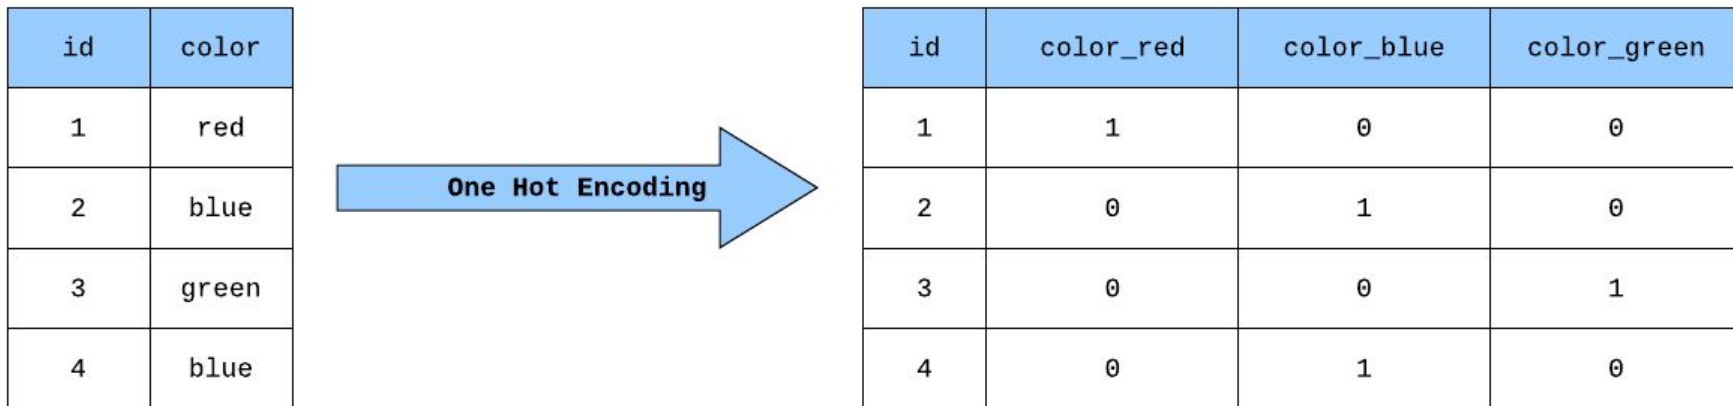 id color
1 red
2 blue
3 green
4 blue
One Hot Encoding
id color_red color_blue color_green
1 1 0 0
2 0 1 0
3 0 0 1
4 0 1 0